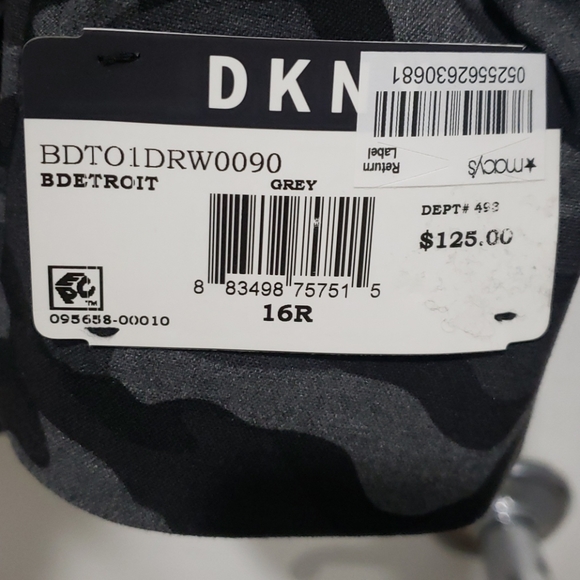 DKN
0525562630681
Return
Label
★macy's
BDTO1DRW0090
BDETROIT
GREY
DEPT# 493
$125.00
8 83498 75751 5
16R
TM
095658-00010